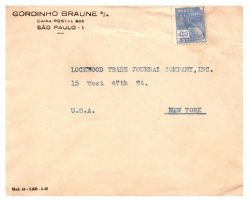 GORDINHO BRAUNE S/A
CAIXA POSTAL 905
SÃO PAULO - 1
BRASIL
400
LOCKWOOD TRADE JOURNAL COMPANY, INC.
15 West 47th St.
U.S.A.
NEW YORK